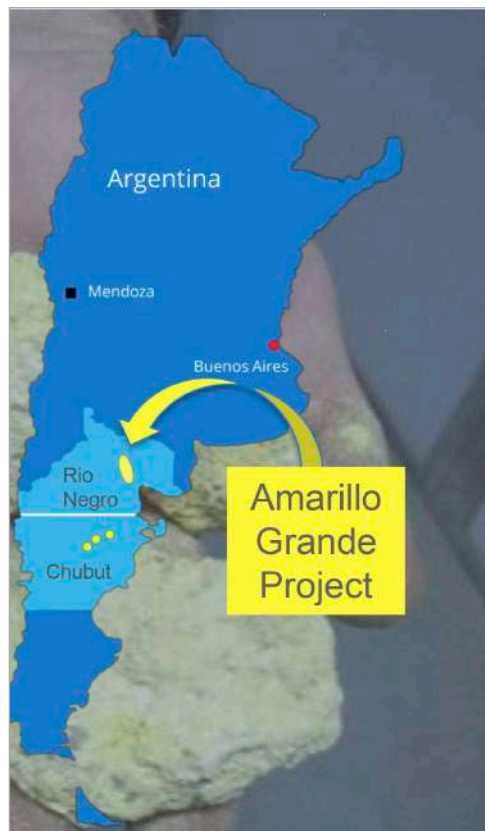 Argentina
Mendoza
Buenos Aires
Rio
Negro
Amarillo
Grande
Project
Chubut